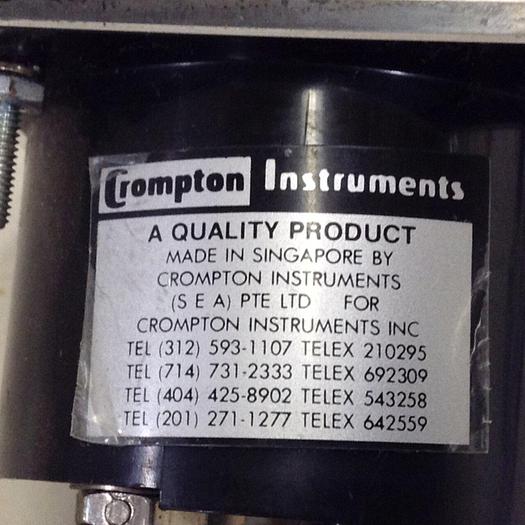 Crompton Instruments
A QUALITY PRODUCT
MADE IN SINGAPORE BY
CROMPTON INSTRUMENTS
(S E A) PTE LTD FOR
CROMPTON INSTRUMENTS INC
TEL (312) 593-1107 TELEX 210295
TEL (714) 731-2333 TELEX 692309
TEL (404) 425-8902 TELEX 543258
TEL (201) 271-1277 TELEX 642559